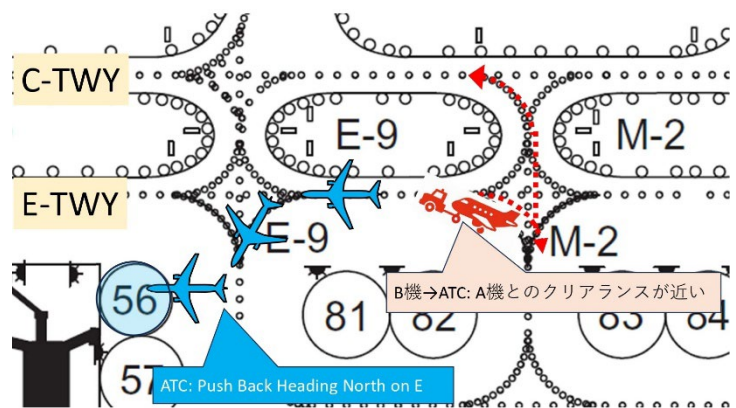 C-TWY
E-9
M-2
E-TWY
E-9
M-2
B機→ATC: A機とのクリアランスが近い
56
81
82
83
84
57
ATC: Push Back Heading North on E